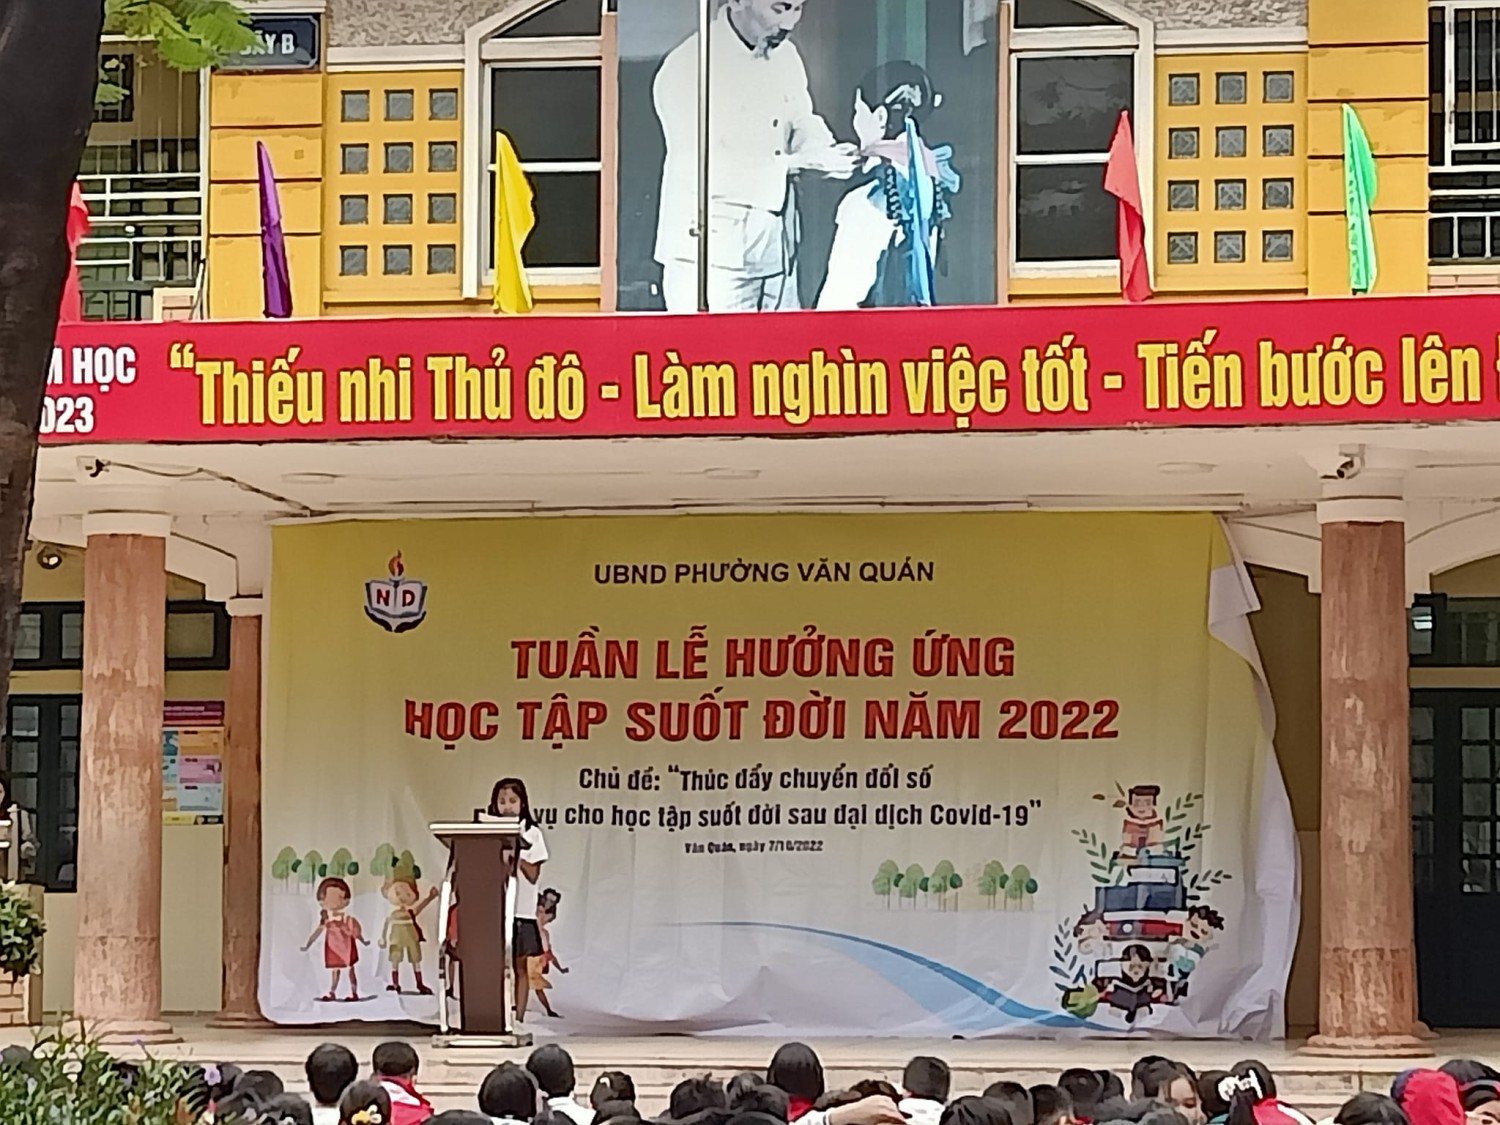 DÃY B
HỌC
"Thiếu nhi Thủ đô - Làm nghìn việc tốt - Tiến bước lên
023
N D
UBND PHƯỜNG VĂN QUÁN
TUẦN LỄ HƯỞNG ỨNG
HỌC TẬP SUỐT ĐỜI NĂM 2022
Chủ đề: "Thúc đẩy chuyển đổi số
vụ cho học tập suốt đời sau đại dịch Covid-19"
Văn Quán, ngày 7/10/2022